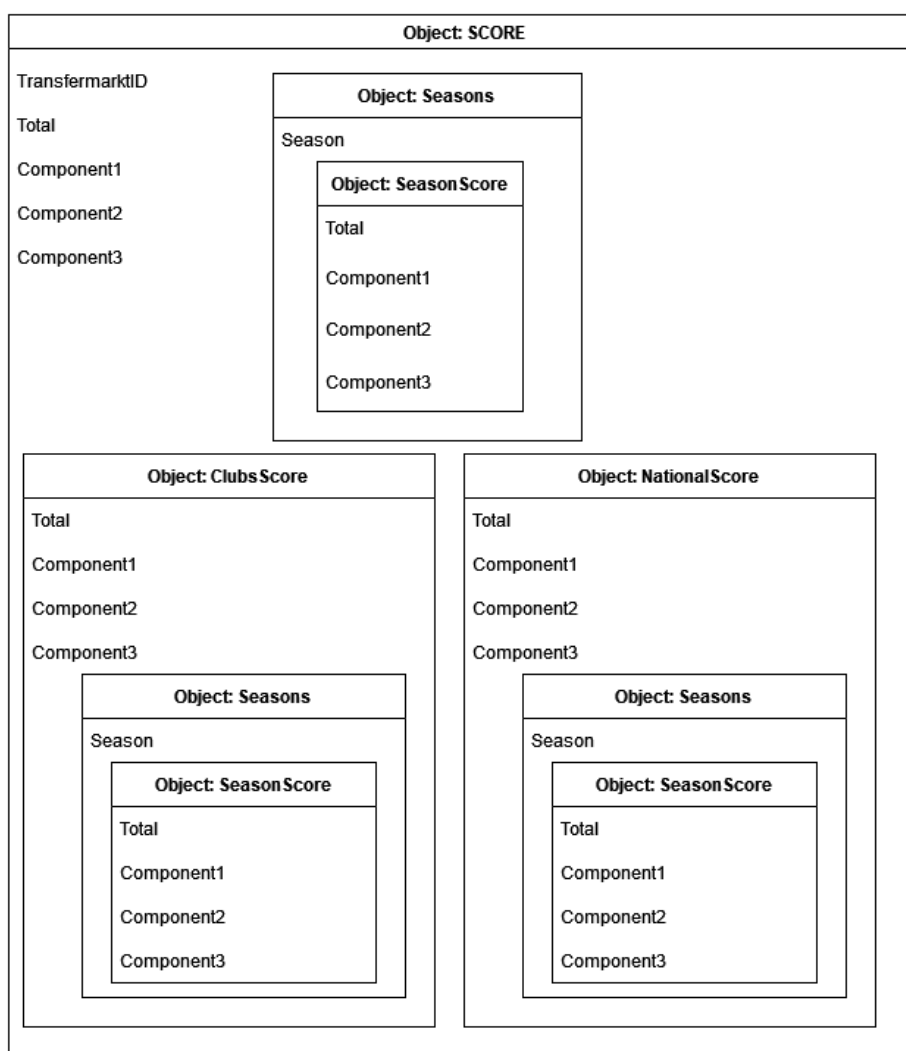 Object: SCORE
TransfermarktID
Total
Component1
Component2
Component3
Object: Seasons
Season
Object: SeasonScore
Total
Component1
Component2
Component3
Object: ClubsScore
Total
Component1
Component2
Component3
Object: Seasons
Season
Object: SeasonScore
Total
Component1
Component2
Component3
Object: NationalScore
Total
Component1
Component2
Component3
Object: Seasons
Season
Object: SeasonScore
Total
Component1
Component2
Component3